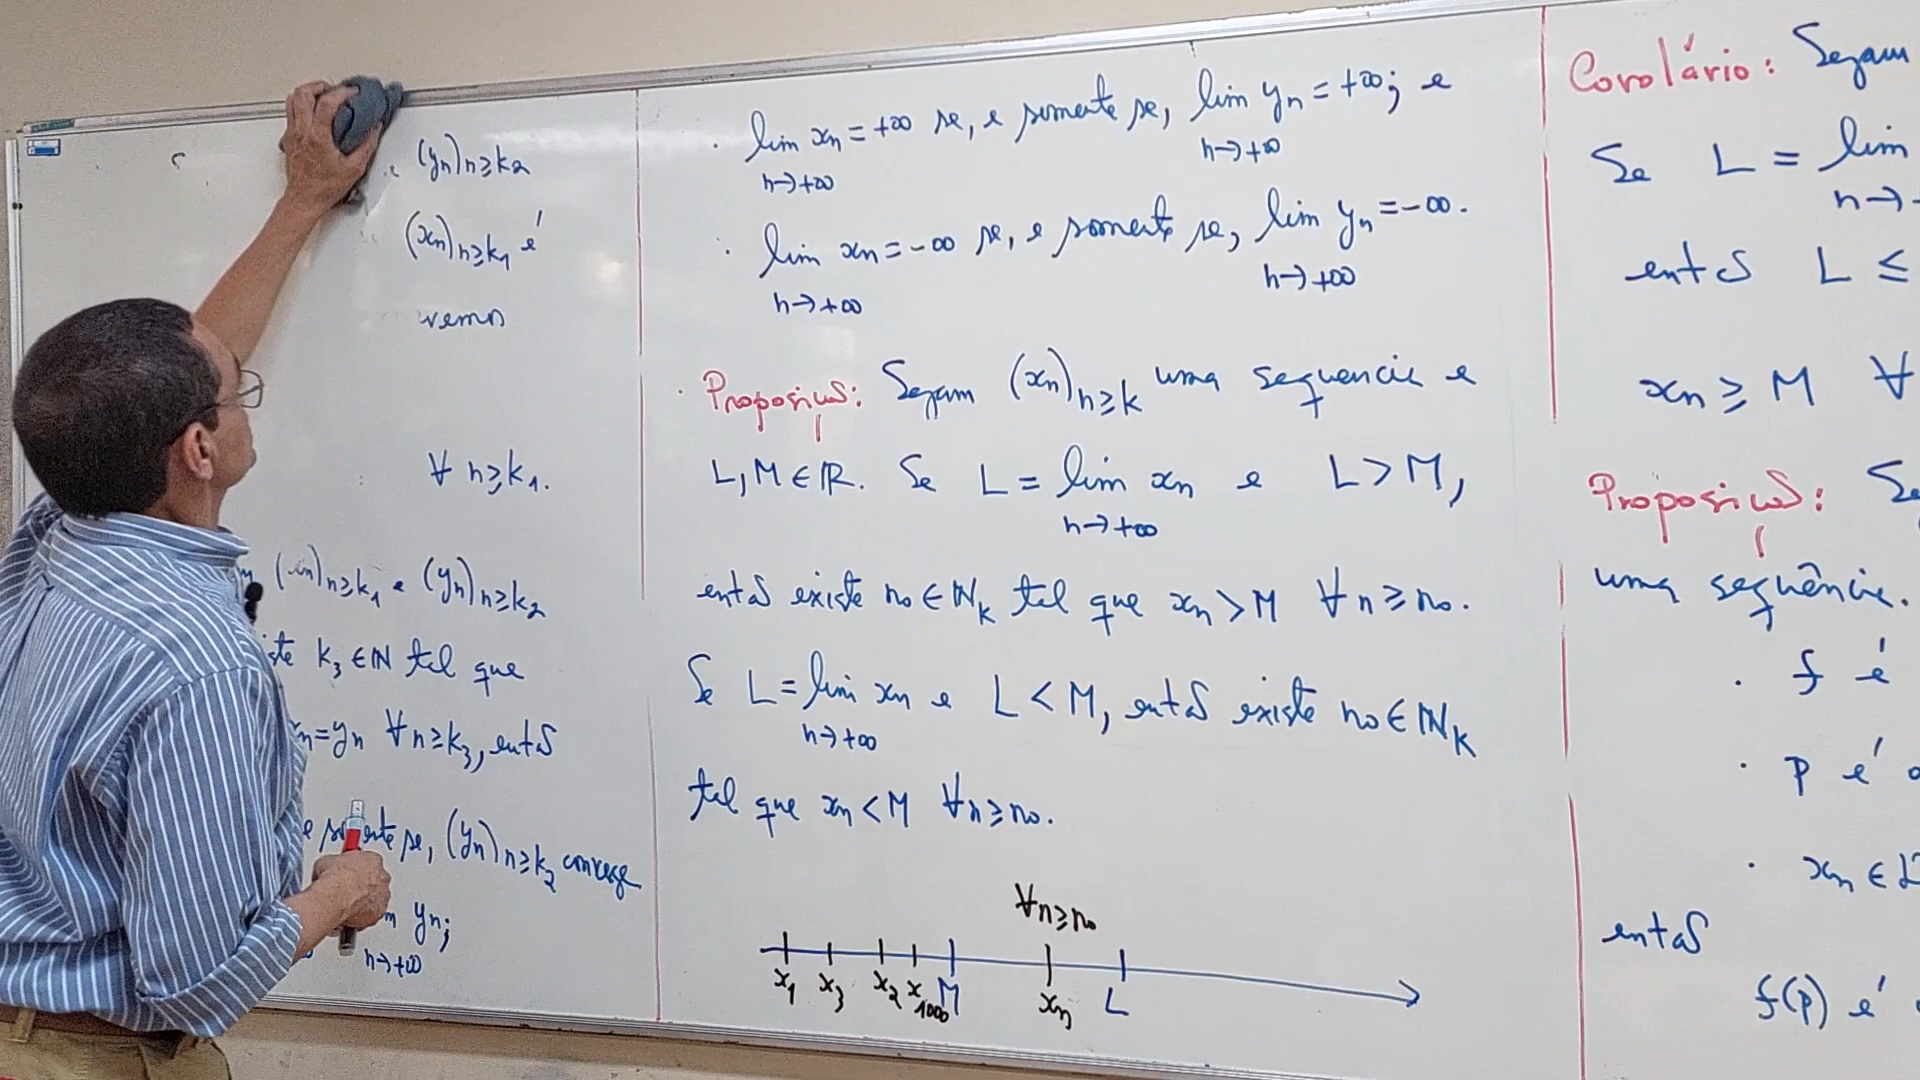 e (yn)n≥k2
(xn)n≥k1 é
vemos
∀ n≥k1.
(xn)n≥k1 e (yn)n≥k2
ste k3 ∈ ℕ tal que
xn=yn ∀n≥k3, então
e somente se, (yn)n≥k2 converge
yn;
n→+∞
. lim xn = +∞ se, e somente se, lim yn = +∞; e
n→+∞ n→+∞
. lim xn = -∞ se, e somente se, lim yn = -∞.
n→+∞ n→+∞
. Proposição: Sejam (xn)n≥k uma sequencia e
L, M ∈ ℝ. Se L = lim xn e L > M,
n→+∞
então existe n0 ∈ ℕk tal que xn > M ∀ n ≥ n0.
Se L = lim xn e L < M, então existe n0 ∈ ℕk
n→+∞
tal que xn < M ∀n ≥ n0.
∀n≥n0
x1 x3 x2 x1000 M xn L
Corolário: Sejam
Se L = lim
n→+
então L ≤
xn ≥ M ∀
Proposição: Se
uma sequência.
. f é
. p é
. xn ∈
então
f(p) é